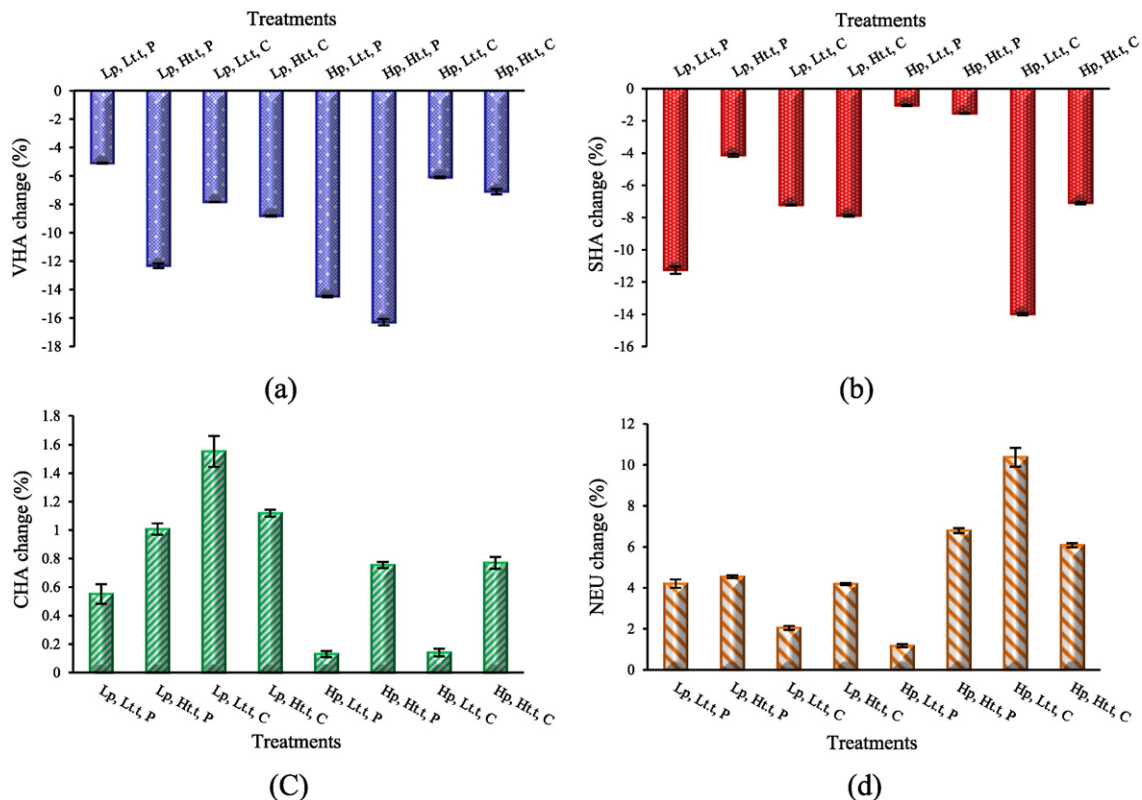 Treatments
Lp, Lt.t, P
Lp, Ht.t, P
Lp, Lt.t, C
Lp, Ht.t, C
Hp, Lt.t, P
Hp, Ht.t, P
Hp, Lt.t, C
Hp, Ht.t, C
0
-2
-4
-6
-8
-10
-12
-14
-16
-18
VHA change (%)
(a)
Treatments
Lp, Lt.t, P
Lp, Ht.t, P
Lp, Lt.t, C
Lp, Ht.t, C
Hp, Lt.t, P
Hp, Ht.t, P
Hp, Lt.t, C
Hp, Ht.t, C
0
-2
-4
-6
-8
-10
-12
-14
-16
SHA change (%)
(b)
1.8
1.6
1.4
1.2
1
0.8
0.6
0.4
0.2
0
CHA change (%)
Lp, Lt.t, P
Lp, Ht.t, P
Lp, Lt.t, C
Lp, Ht.t, C
Hp, Lt.t, P
Hp, Ht.t, P
Hp, Lt.t, C
Hp, Ht.t, C
Treatments
(C)
12
10
8
6
4
2
0
NEU change (%)
Lp, Lt.t, P
Lp, Ht.t, P
Lp, Lt.t, C
Lp, Ht.t, C
Hp, Lt.t, P
Hp, Ht.t, P
Hp, Lt.t, C
Hp, Ht.t, C
Treatments
(d)